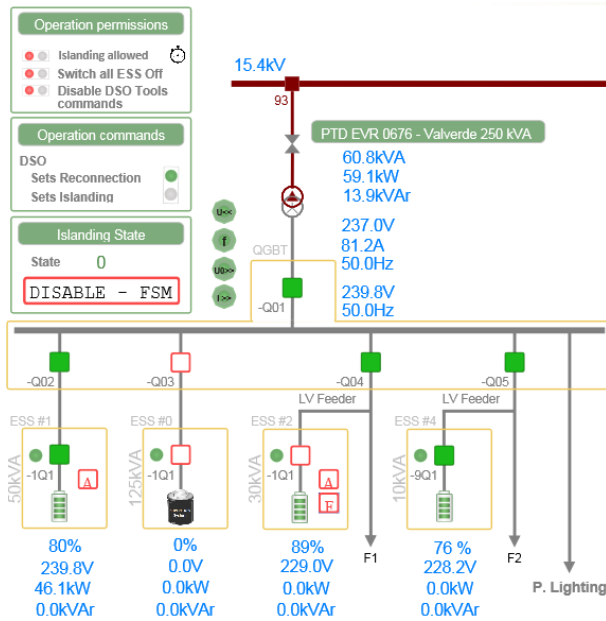 Operation permissions
Islanding allowed
Switch all ESS Off
Disable DSO Tools
commands
Operation commands
DSO
Sets Reconnection
Sets Islanding
Islanding State
State 0
DISABLE - FSM
15.4kV
93
PTD EVR 0676 - Valverde 250 kVA
60.8kVA
59.1kW
13.9kVAr
U<<
f
U0>>
I>>
237.0V
81.2A
50.0Hz
QGBT
239.8V
50.0Hz
-Q01
-Q02
-Q03
-Q04
-Q05
LV Feeder
LV Feeder
ESS #1
ESS #0
ESS #2
ESS #4
50kVA
-1Q1
A
125kVA
-1Q1
30kVA
-1Q1
A
F
10kVA
-9Q1
80%
239.8V
46.1kW
0.0kVAr
0%
0.0V
0.0kW
0.0kVAr
89%
229.0V
0.0kW
0.0kVAr
F1
76 %
228.2V
0.0kW
0.0kVAr
F2
P. Lighting